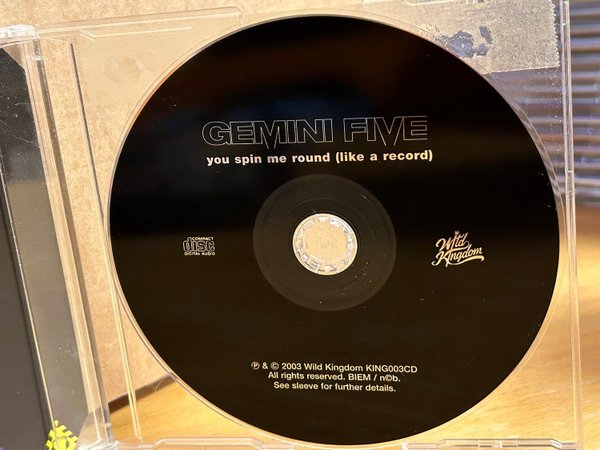 GEMINI FIVE
you spin me round (like a record)
COMPACT
disc
DIGITAL AUDIO
Wild
Kingdom
℗ & © 2003 Wild Kingdom KING003CD
All rights reserved. BIEM / n©b.
See sleeve for further details.